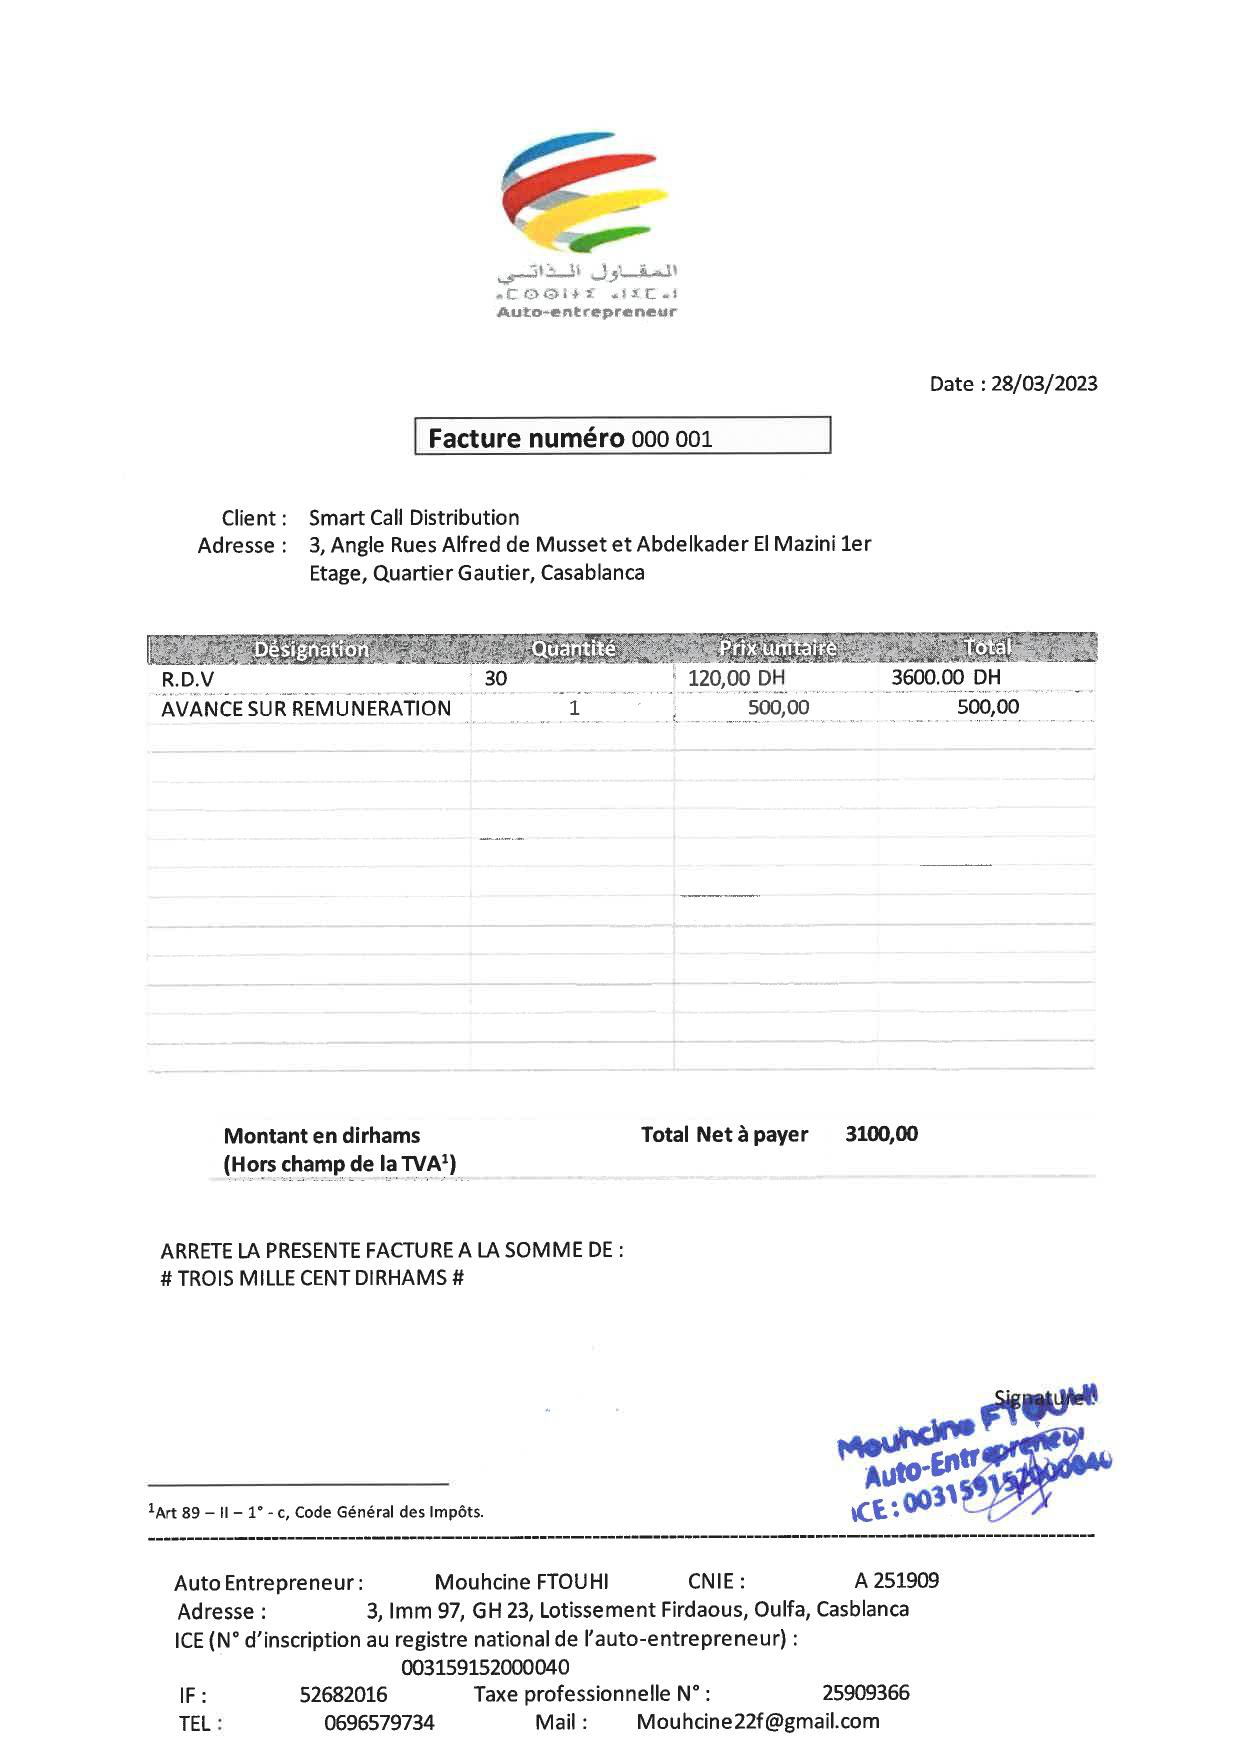 المقاول الذاتي
ⴰⵎⵙⵙⵏⵜⵉ ⴰⵏⵉⵎⴰⵏ
Auto-entrepreneur
Date : 28/03/2023
Facture numéro 000 001
Client : Smart Call Distribution
Adresse : 3, Angle Rues Alfred de Musset et Abdelkader El Mazini 1er
Etage, Quartier Gautier, Casablanca
Désignation Quantité Prix unitaire Total
R.D.V 30 120,00 DH 3600.00 DH
AVANCE SUR REMUNERATION 1 500,00 500,00
Montant en dirhams Total Net à payer 3100,00
(Hors champ de la TVA¹)
ARRETE LA PRESENTE FACTURE A LA SOMME DE :
# TROIS MILLE CENT DIRHAMS #
Signature :
Mouhcine FTOUHI
Auto-Entrepreneur
ICE : 003159152000040
¹Art 89 – II – 1° - c, Code Général des Impôts.
Auto Entrepreneur : Mouhcine FTOUHI CNIE : A 251909
Adresse : 3, Imm 97, GH 23, Lotissement Firdaous, Oulfa, Casblanca
ICE (N° d'inscription au registre national de l'auto-entrepreneur) :
003159152000040
IF : 52682016 Taxe professionnelle N° : 25909366
TEL : 0696579734 Mail : Mouhcine22f@gmail.com